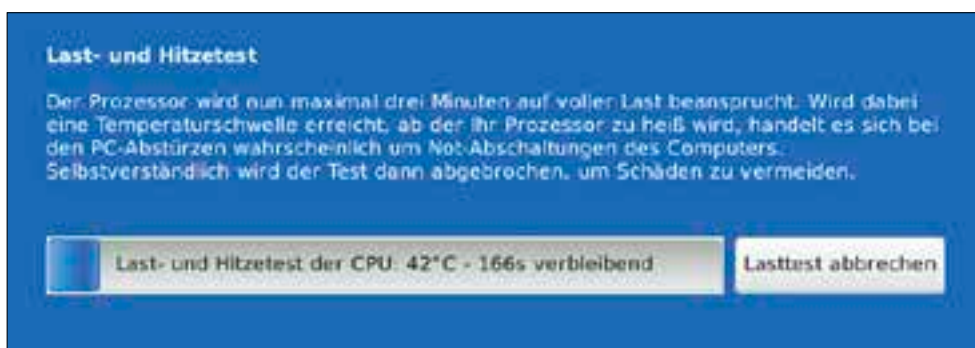 Last- und Hitzetest
Der Prozessor wird nun maximal drei Minuten auf voller Last beansprucht. Wird dabei
eine Temperaturschwelle erreicht, ab der Ihr Prozessor zu heiß wird, handelt es sich bei
den PC-Abstürzen wahrscheinlich um Not-Abschaltungen des Computers.
Selbstverständlich wird der Test dann abgebrochen, um Schäden zu vermeiden.
Last- und Hitzetest der CPU: 42°C - 166s verbleibend
Lasttest abbrechen